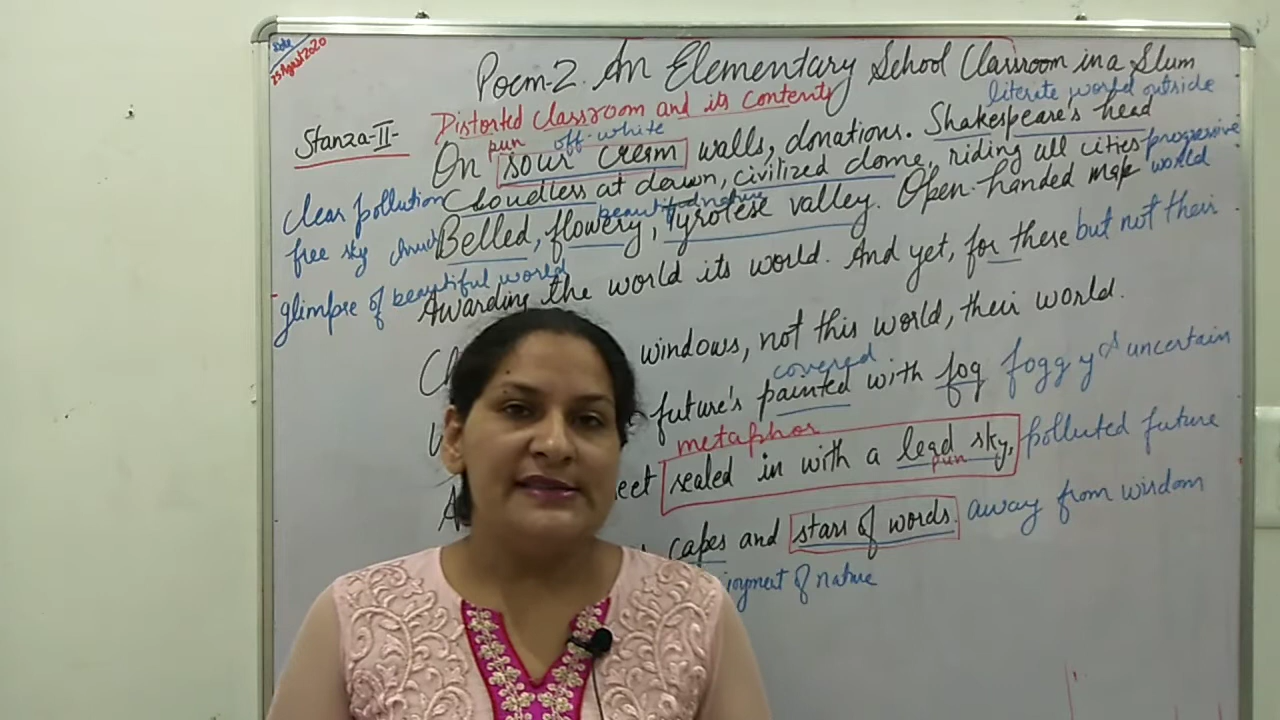 Date
25 August 2020
Poem-2. An Elementary School Classroom in a Slum
Distorted Classroom and its Contents
literate world outside
Stanza-II-
pun off-white
On sour cream walls, donations. Shakespeare's head
clear pollution Cloudless at dawn, civilized dome, riding all cities progressive
free sky beautiful nature world
Belled, flowery, Tyrolese valley. Open-handed map
glimpse of beautiful world
Awarding the world its world. And yet, for these but not their
windows, not this world, their world.
covered
future's painted with fog foggy & uncertain
metaphor
sealed in with a lead sky, polluted future
pun
capes and stars of words. away from wisdom
of nature